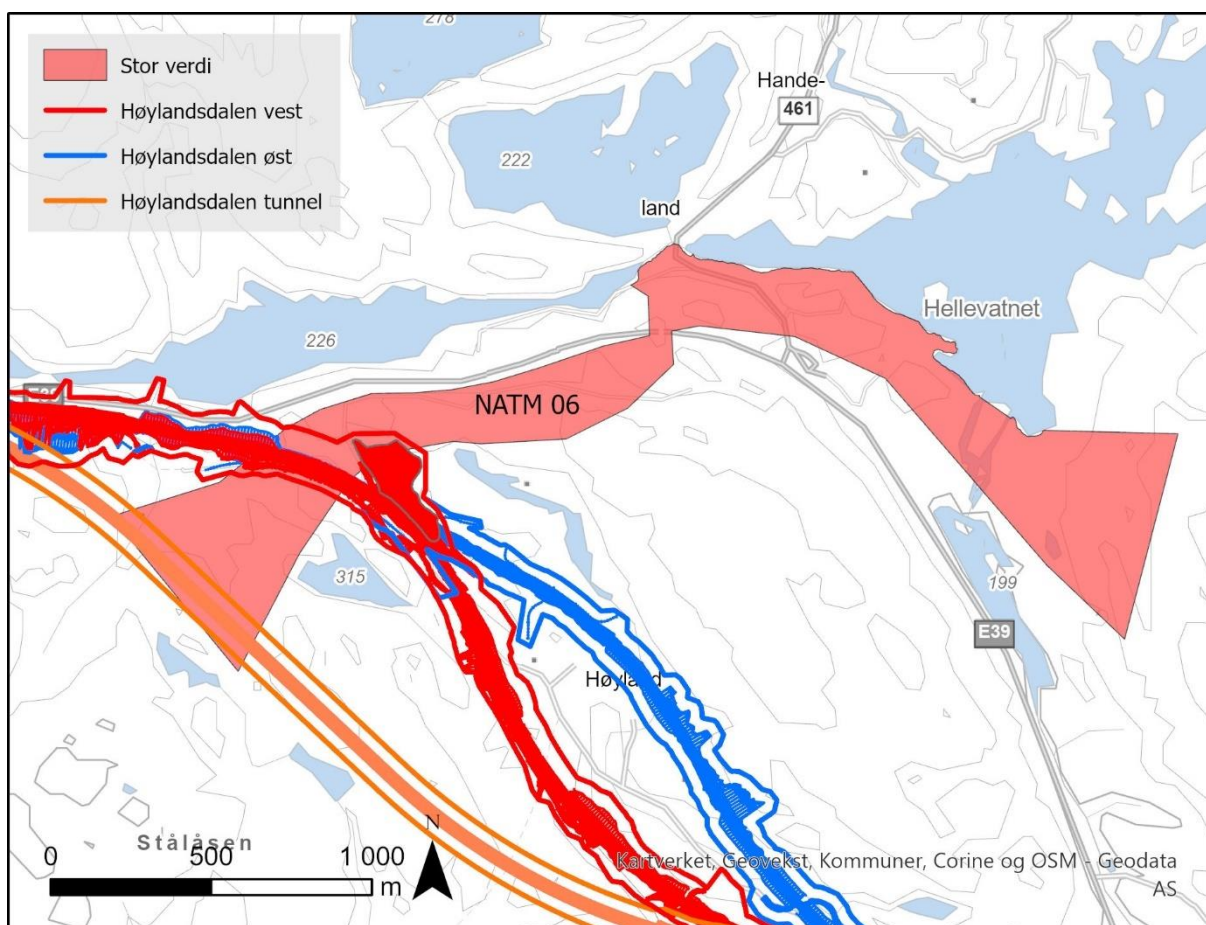 278
Stor verdi
Høylandsdalen vest
Høylandsdalen øst
Høylandsdalen tunnel
Hande-
461
222
land
Hellevatnet
226
NATM 06
315
199
E39
Høyland
Stålåsen
N
0 500 1 000
m
Kartverket, Geovekst, Kommuner, Corine og OSM - Geodata
AS